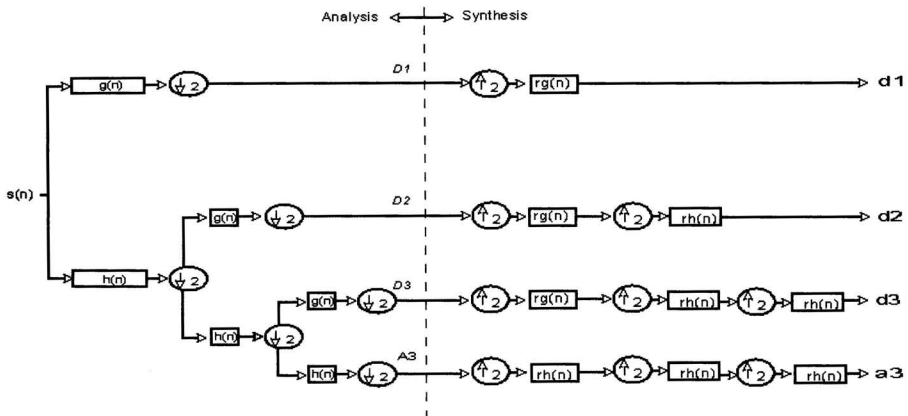 Analysis Synthesis
D1
g(n) ↓2 ↑2 rg(n) d1
s(n)
D2
g(n) ↓2 ↑2 rg(n) ↑2 rh(n) d2
h(n) ↓2
D3
g(n) ↓2 ↑2 rg(n) ↑2 rh(n) ↑2 rh(n) d3
h(n) ↓2
A3
h(n) ↓2 ↑2 rh(n) ↑2 rh(n) ↑2 rh(n) a3